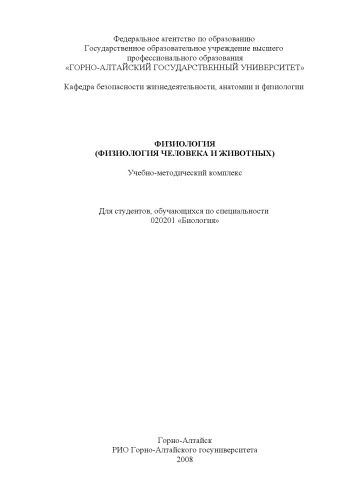 Федеральное агентство по образованию
Государственное образовательное учреждение высшего
профессионального образования
«ГОРНО-АЛТАЙСКИЙ ГОСУДАРСТВЕННЫЙ УНИВЕРСИТЕТ»
Кафедра безопасности жизнедеятельности, анатомии и физиологии
ФИЗИОЛОГИЯ
(ФИЗИОЛОГИЯ ЧЕЛОВЕКА И ЖИВОТНЫХ)
Учебно-методический комплекс
Для студентов, обучающихся по специальности
020201 «Биология»
Горно-Алтайск
РИО Горно-Алтайского госуниверситета
2008